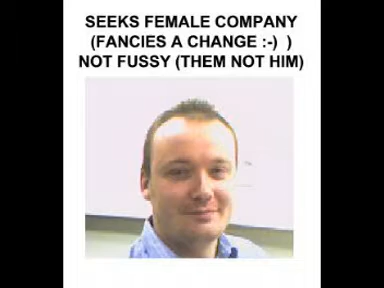 SEEKS FEMALE COMPANY
(FANCIES A CHANGE :-)  )
NOT FUSSY (THEM NOT HIM)